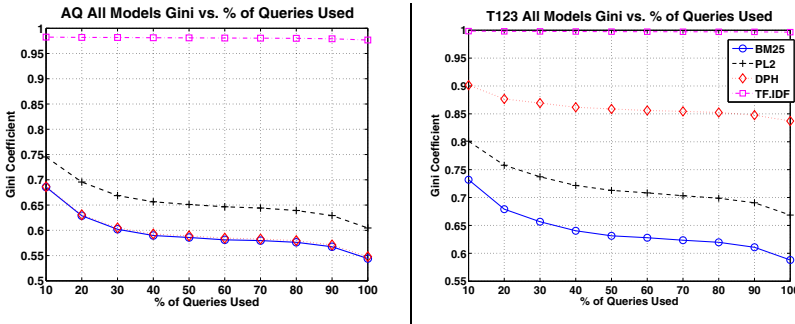 AQ All Models Gini vs. % of Queries Used
1
0.95
0.9
0.85
0.8
0.75
0.7
0.65
0.6
0.55
0.5
Gini Coefficient
10 20 30 40 50 60 70 80 90 100
% of Queries Used
T123 All Models Gini vs. % of Queries Used
1
0.95
0.9
0.85
0.8
0.75
0.7
0.65
0.6
0.55
Gini Coefficient
BM25
PL2
DPH
TF.IDF
10 20 30 40 50 60 70 80 90 100
% of Queries Used